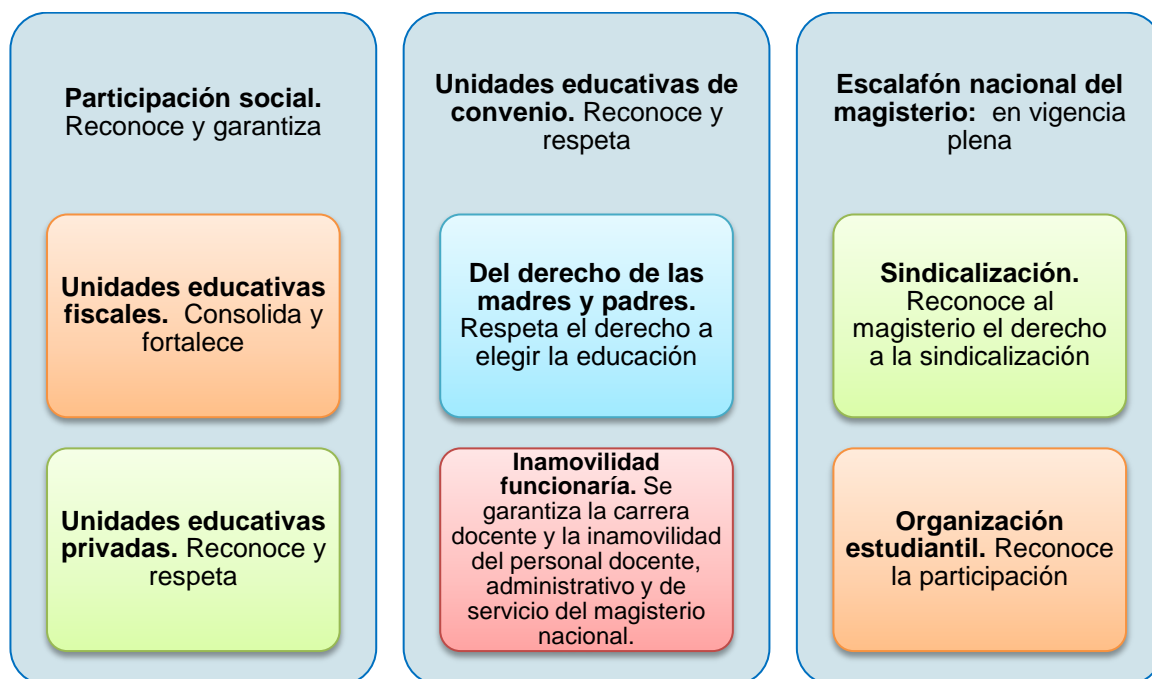 Participación social.
Reconoce y garantiza
Unidades educativas
fiscales.  Consolida y
fortalece
Unidades educativas
privadas. Reconoce y
respeta
Unidades educativas de
convenio. Reconoce y
respeta
Del derecho de las
madres y padres.
Respeta el derecho a
elegir la educación
Inamovilidad
funcionaría. Se
garantiza la carrera
docente y la inamovilidad
del personal docente,
administrativo y de
servicio del magisterio
nacional.
Escalafón nacional del
magisterio:  en vigencia
plena
Sindicalización.
Reconoce al
magisterio el derecho
a la sindicalización
Organización
estudiantil. Reconoce
la participación